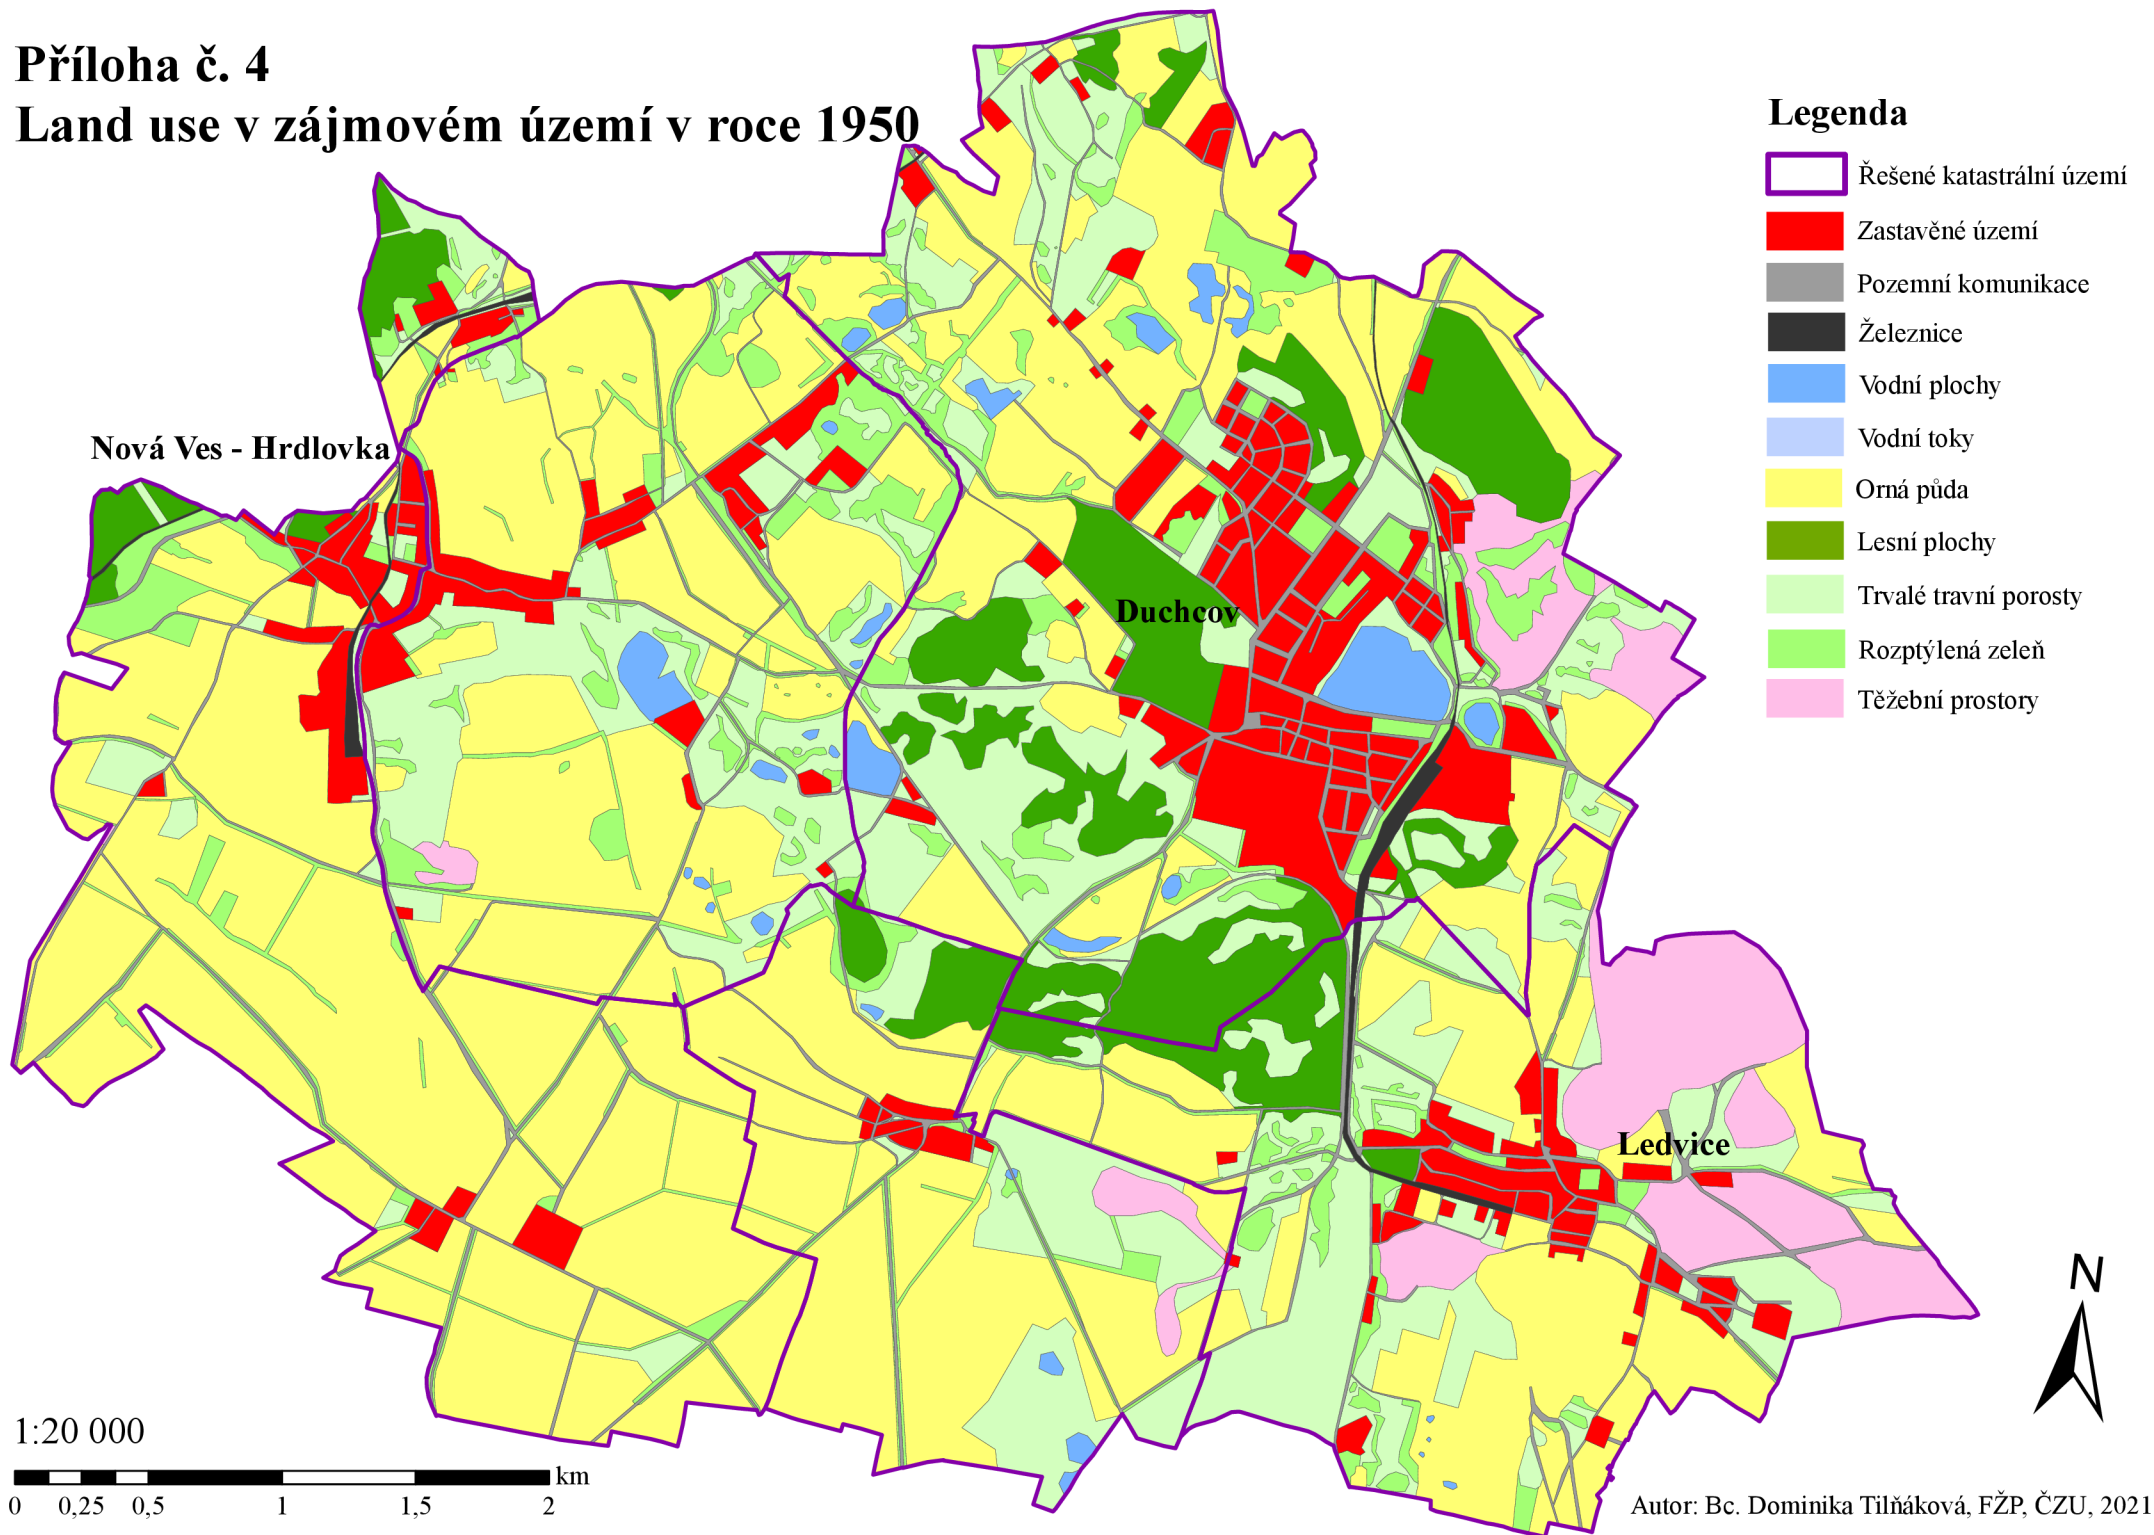 Příloha č. 4
Land use v zájmovém území v roce 1950
Legenda
Řešené katastrální území
Zastavěné území
Pozemní komunikace
Železnice
Vodní plochy
Vodní toky
Orná půda
Lesní plochy
Trvalé travní porosty
Rozptýlená zeleň
Těžební prostory
Nová Ves - Hrdlovka
Duchcov
Ledvice
N
1:20 000
km
0 0,25 0,5 1 1,5 2
Autor: Bc. Dominika Tilňáková, FŽP, ČZU, 2021